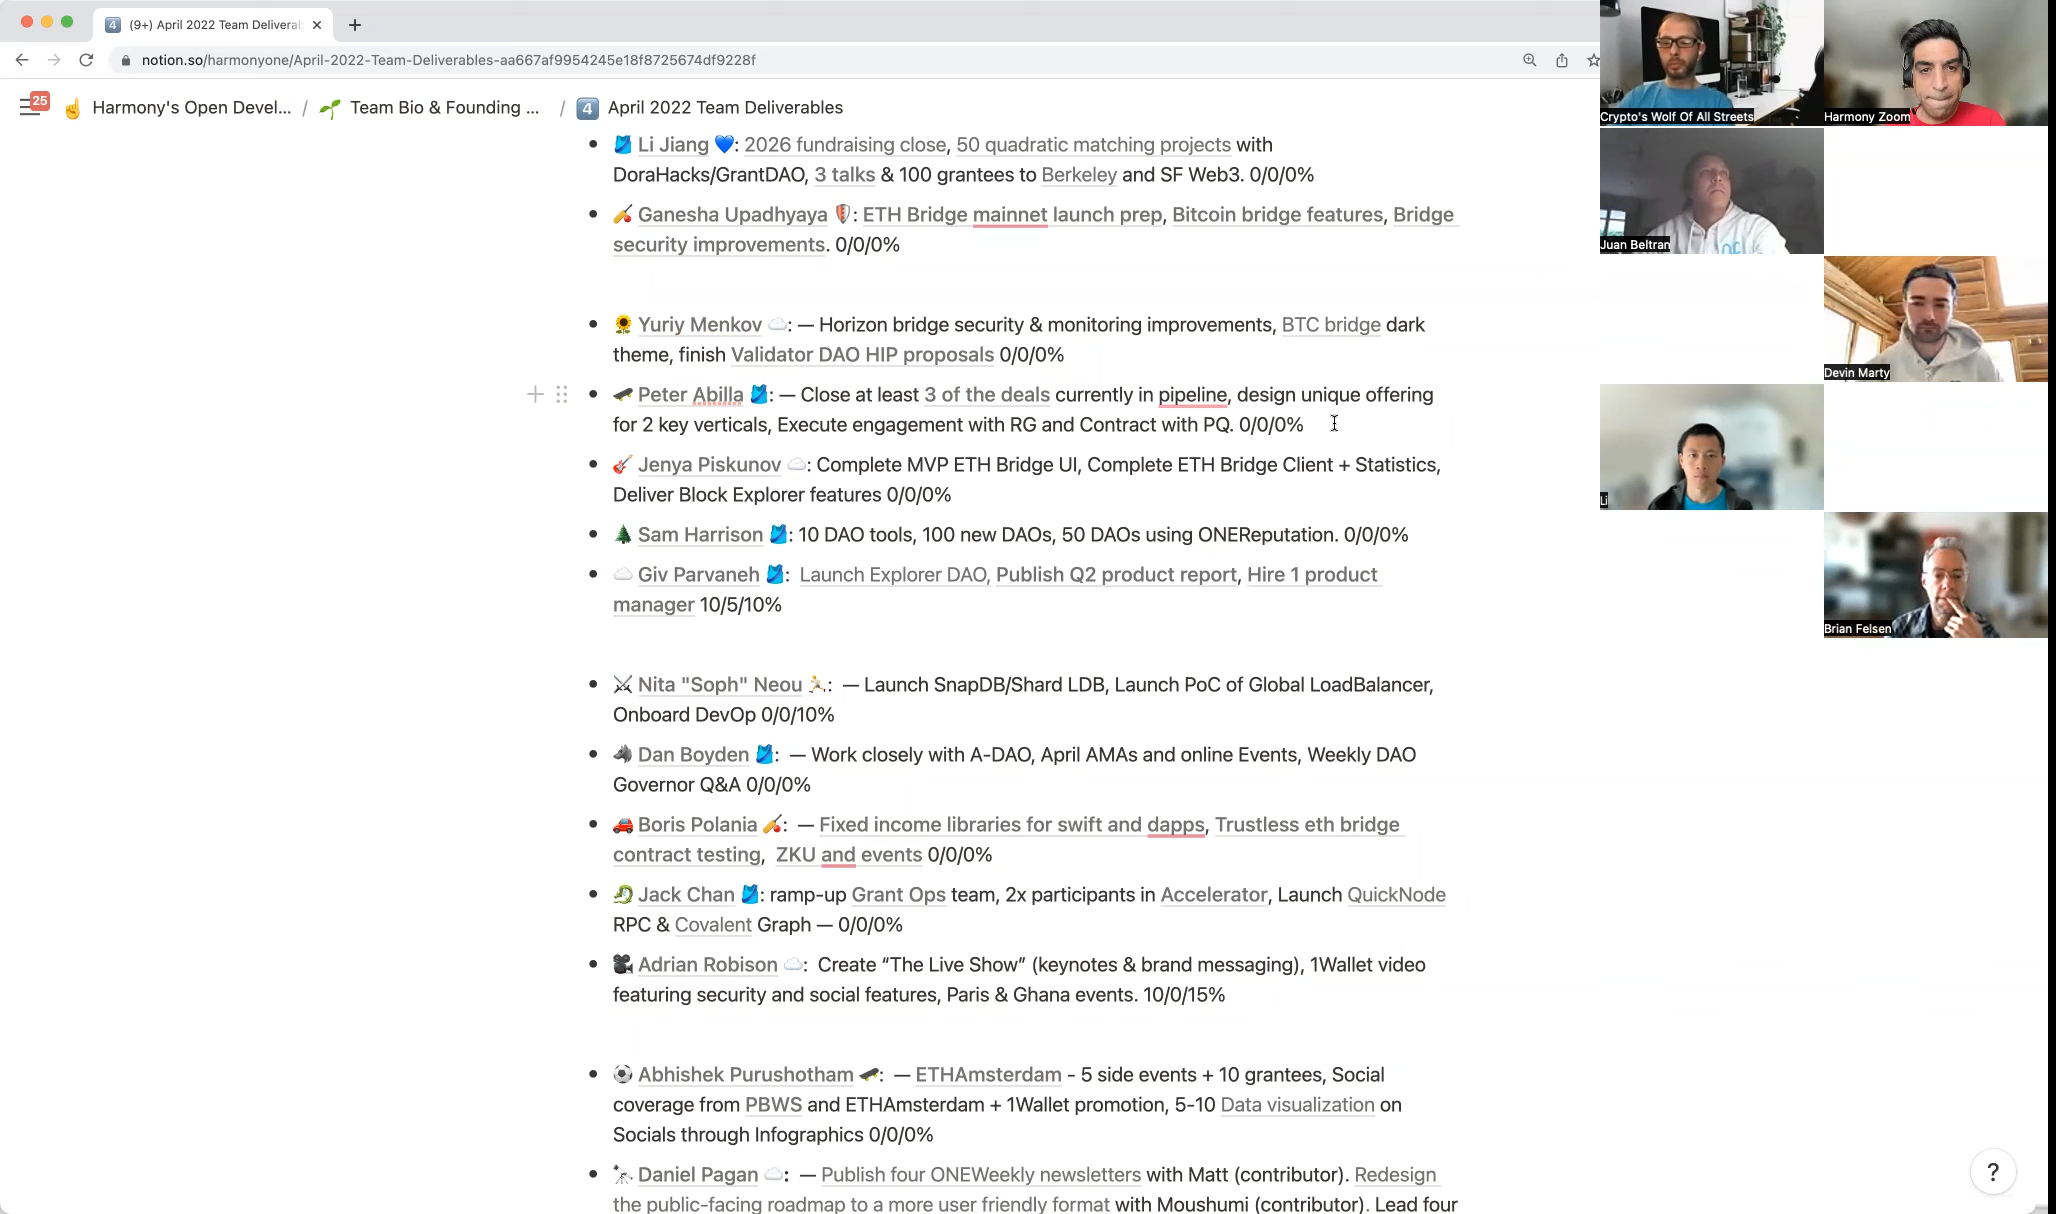 (9+) April 2022 Team Deliverab
notion.so/harmonyone/April-2022-Team-Deliverables-aa667af9954245e18f8725674df9228f
25
Harmony's Open Devel... / Team Bio & Founding ... / 4 April 2022 Team Deliverables
Li Jiang 💙: 2026 fundraising close, 50 quadratic matching projects with
DoraHacks/GrantDAO, 3 talks & 100 grantees to Berkeley and SF Web3. 0/0/0%
Ganesha Upadhyaya : ETH Bridge mainnet launch prep, Bitcoin bridge features, Bridge
security improvements. 0/0/0%
Yuriy Menkov : — Horizon bridge security & monitoring improvements, BTC bridge dark
theme, finish Validator DAO HIP proposals 0/0/0%
Peter Abilla : — Close at least 3 of the deals currently in pipeline, design unique offering
for 2 key verticals, Execute engagement with RG and Contract with PQ. 0/0/0%
Jenya Piskunov : Complete MVP ETH Bridge UI, Complete ETH Bridge Client + Statistics,
Deliver Block Explorer features 0/0/0%
Sam Harrison : 10 DAO tools, 100 new DAOs, 50 DAOs using ONEReputation. 0/0/0%
Giv Parvaneh : Launch Explorer DAO, Publish Q2 product report, Hire 1 product
manager 10/5/10%
Nita "Soph" Neou : — Launch SnapDB/Shard LDB, Launch PoC of Global LoadBalancer,
Onboard DevOp 0/0/10%
Dan Boyden : — Work closely with A-DAO, April AMAs and online Events, Weekly DAO
Governor Q&A 0/0/0%
Boris Polania : — Fixed income libraries for swift and dapps, Trustless eth bridge
contract testing, ZKU and events 0/0/0%
Jack Chan : ramp-up Grant Ops team, 2x participants in Accelerator, Launch QuickNode
RPC & Covalent Graph — 0/0/0%
Adrian Robison : Create “The Live Show” (keynotes & brand messaging), 1Wallet video
featuring security and social features, Paris & Ghana events. 10/0/15%
Abhishek Purushotham : — ETHAmsterdam - 5 side events + 10 grantees, Social
coverage from PBWS and ETHAmsterdam + 1Wallet promotion, 5-10 Data visualization on
Socials through Infographics 0/0/0%
Daniel Pagan : — Publish four ONEWeekly newsletters with Matt (contributor). Redesign
the public-facing roadmap to a more user friendly format with Moushumi (contributor). Lead four
Crypto's Wolf Of All Streets
Harmony Zoom
Juan Beltran
Devin Marty
Li
Brian Felsen
?